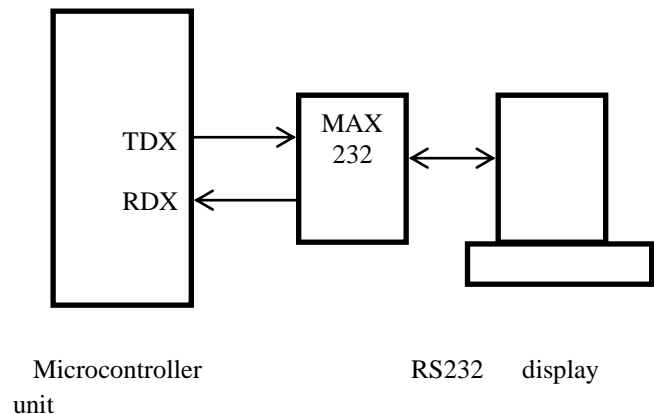 TDX
RDX
MAX
232
Microcontroller
unit
RS232 display